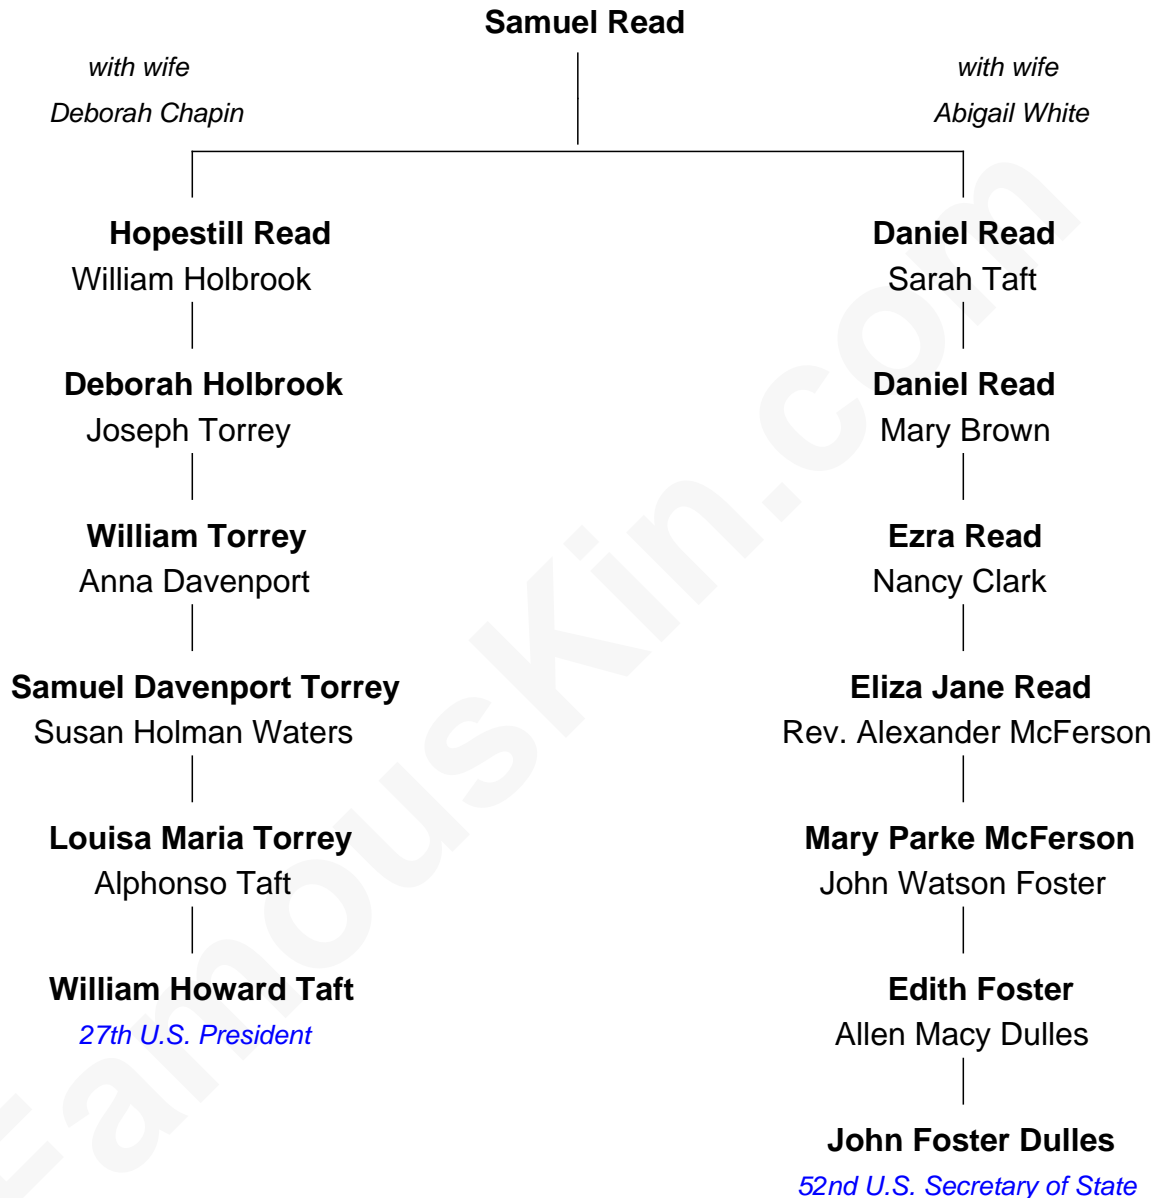 Samuel Read
with wife
Deborah Chapin
with wife
Abigail White
Hopestill Read
William Holbrook
Daniel Read
Sarah Taft
Deborah Holbrook
Joseph Torrey
Daniel Read
Mary Brown
William Torrey
Anna Davenport
Ezra Read
Nancy Clark
Samuel Davenport Torrey
Susan Holman Waters
Eliza Jane Read
Rev. Alexander McFerson
Louisa Maria Torrey
Alphonso Taft
Mary Parke McFerson
John Watson Foster
William Howard Taft
27th U.S. President
Edith Foster
Allen Macy Dulles
John Foster Dulles
52nd U.S. Secretary of State
FamousKin.com